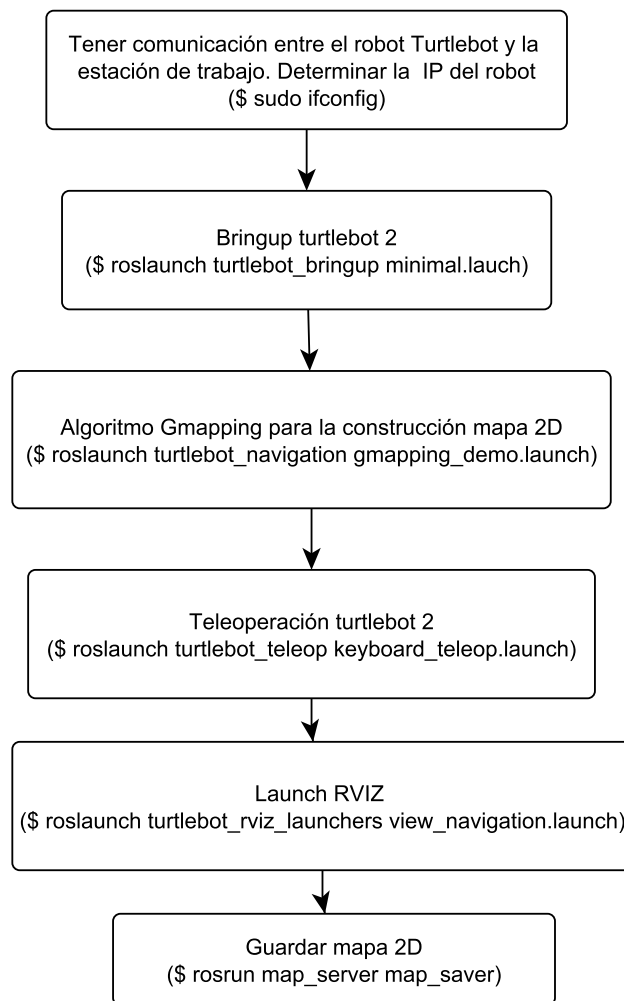 Tener comunicación entre el robot Turtlebot y la
estación de trabajo. Determinar la IP del robot
($ sudo ifconfig)
Bringup turtlebot 2
($ roslaunch turtlebot_bringup minimal.lauch)
Algoritmo Gmapping para la construcción mapa 2D
($ roslaunch turtlebot_navigation gmapping_demo.launch)
Teleoperación turtlebot 2
($ roslaunch turtlebot_teleop keyboard_teleop.launch)
Launch RVIZ
($ roslaunch turtlebot_rviz_launchers view_navigation.launch)
Guardar mapa 2D
($ rosrun map_server map_saver)